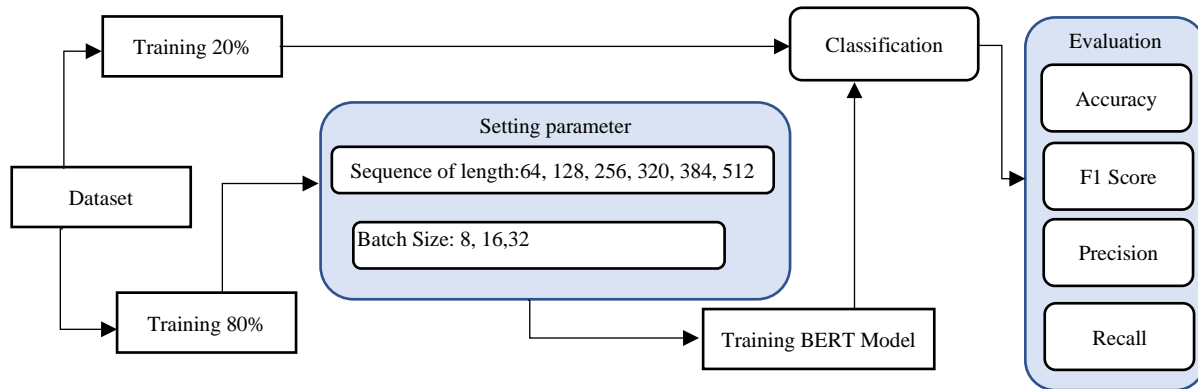 Training 20%
Classification
Evaluation
Accuracy
F1 Score
Precision
Recall
Setting parameter
Sequence of length:64, 128, 256, 320, 384, 512
Batch Size: 8, 16,32
Dataset
Training 80%
Training BERT Model